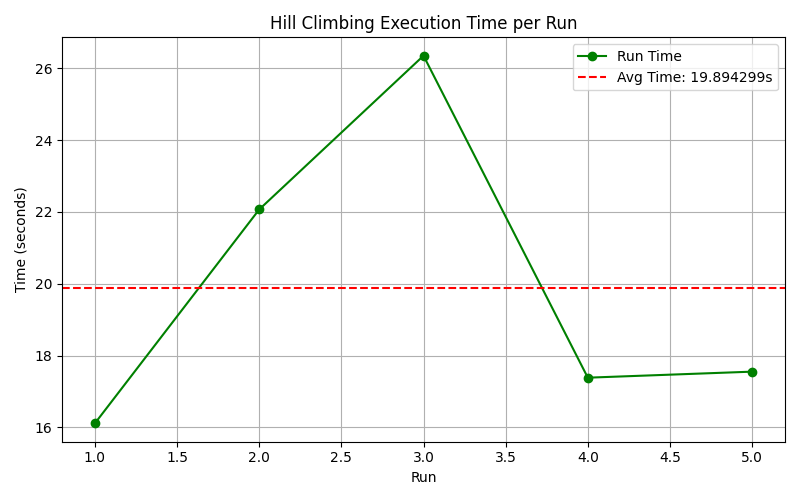 Hill Climbing Execution Time per Run
Run Time
Avg Time: 19.894299s
Time (seconds)
26
24
22
20
18
16
1.0 1.5 2.0 2.5 3.0 3.5 4.0 4.5 5.0
Run